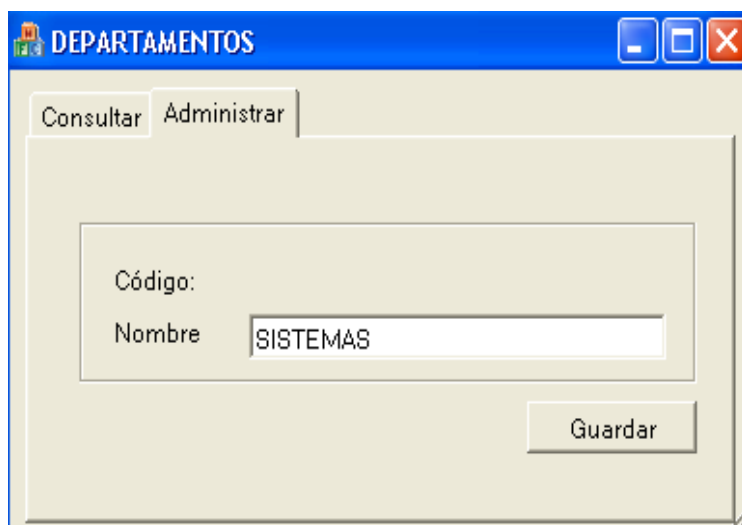 DEPARTAMENTOS
Consultar Administrar
Código:
Nombre SISTEMAS
Guardar